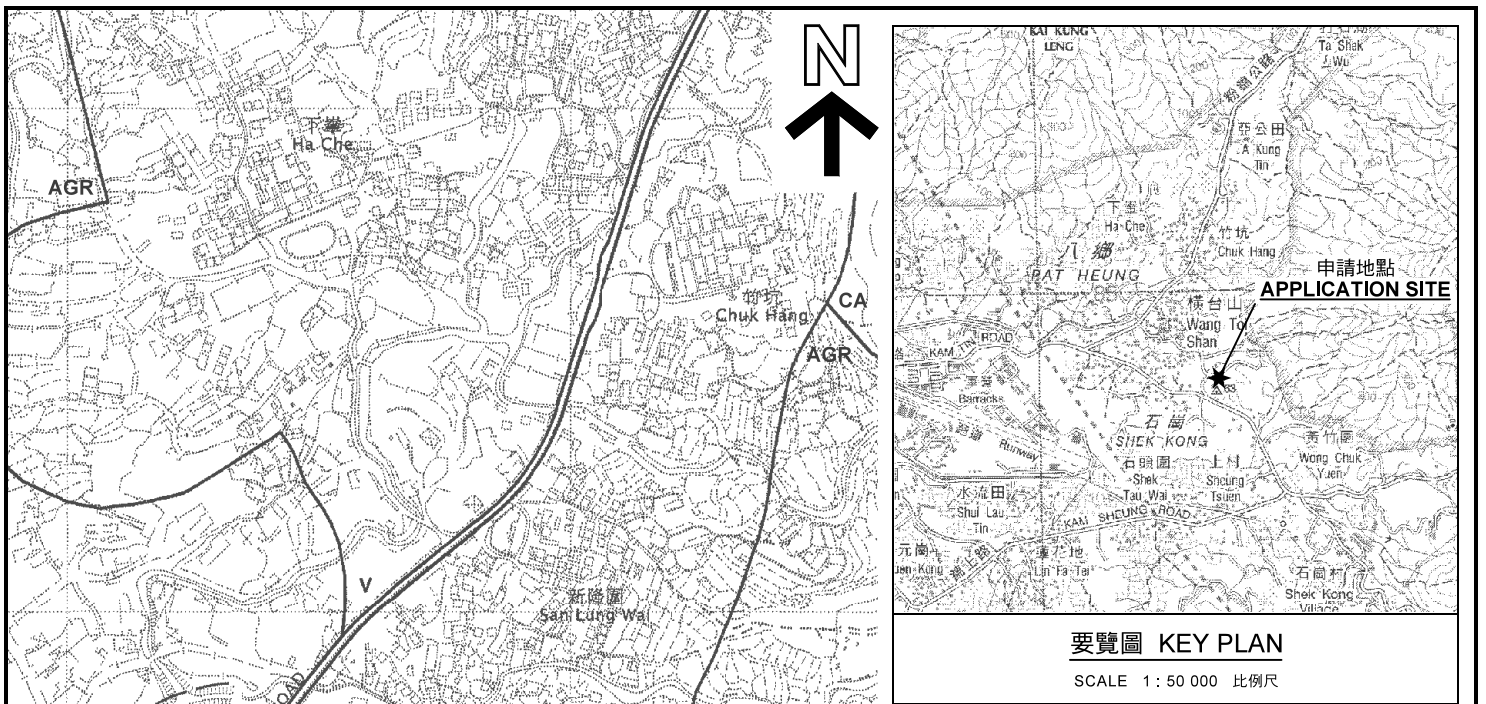 下輋
Ha Che
AGR
竹坑
Chuk Hang
CA
AGR
V
新隆圍
San Lung Wai
OAD
N
KAI KUNG
LENG
Ta Shek
Wu
亞公田
A Kung
Tin
下輋
Ha Che
竹坑
Chuk Hang
八鄉
PAT HEUNG
申請地點
APPLICATION SITE
橫台山
Wang Toi
Shan
KAM TIN ROAD
Barracks
石崗
SHEK KONG
Runway
石頭圍
Shek
Tau Wai
上村
Sheung
Tsuen
黃竹園
Wong Chuk
Yuen
水流田
Shui Lau
Tin
KAM SHEUNG ROAD
元崗
蓮花地
Lin Fa Tei
石崗村
Shek Kong
Village
要覽圖 KEY PLAN
SCALE 1 : 50 000 比例尺